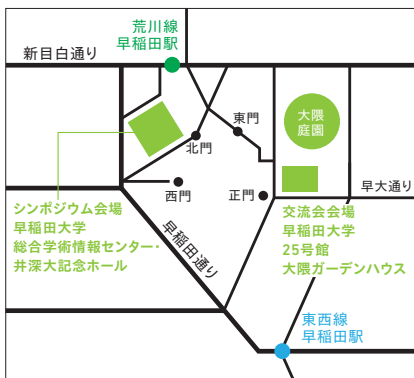 荒川線
早稲田駅
新目白通り
大隈
庭園
東門
北門
西門
正門
早大通り
シンポジウム会場
早稲田大学
総合学術情報センター・
井深大記念ホール
早稲田通り
交流会会場
早稲田大学
25号館
大隈ガーデンハウス
東西線
早稲田駅